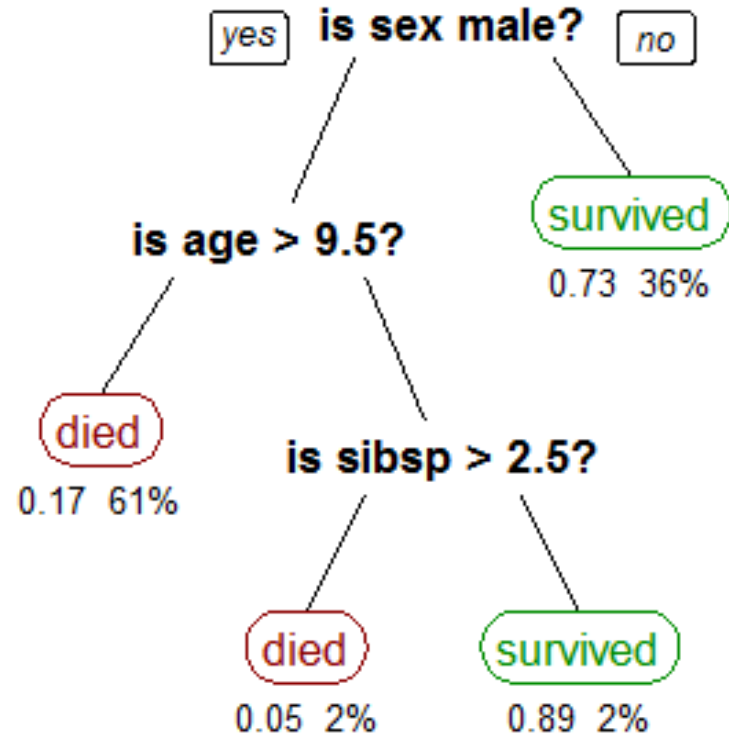 yes is sex male? no
survived
is age > 9.5?
0.73 36%
died
is sibsp > 2.5?
0.17 61%
died survived
0.05 2% 0.89 2%